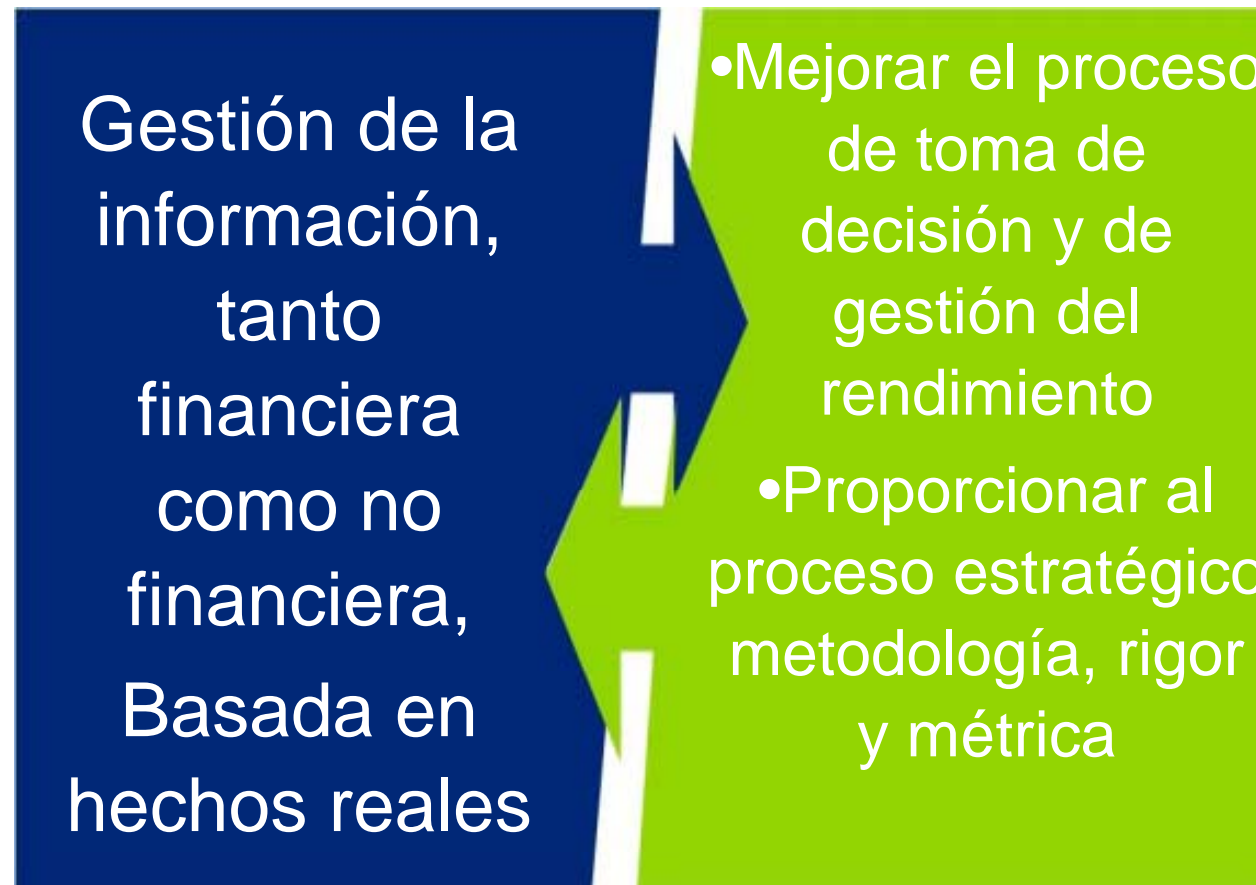 Gestión de la
información,
tanto
financiera
como no
financiera,
Basada en
hechos reales
•Mejorar el proceso
de toma de
decisión y de
gestión del
rendimiento
•Proporcionar al
proceso estratégico
metodología, rigor
y métrica